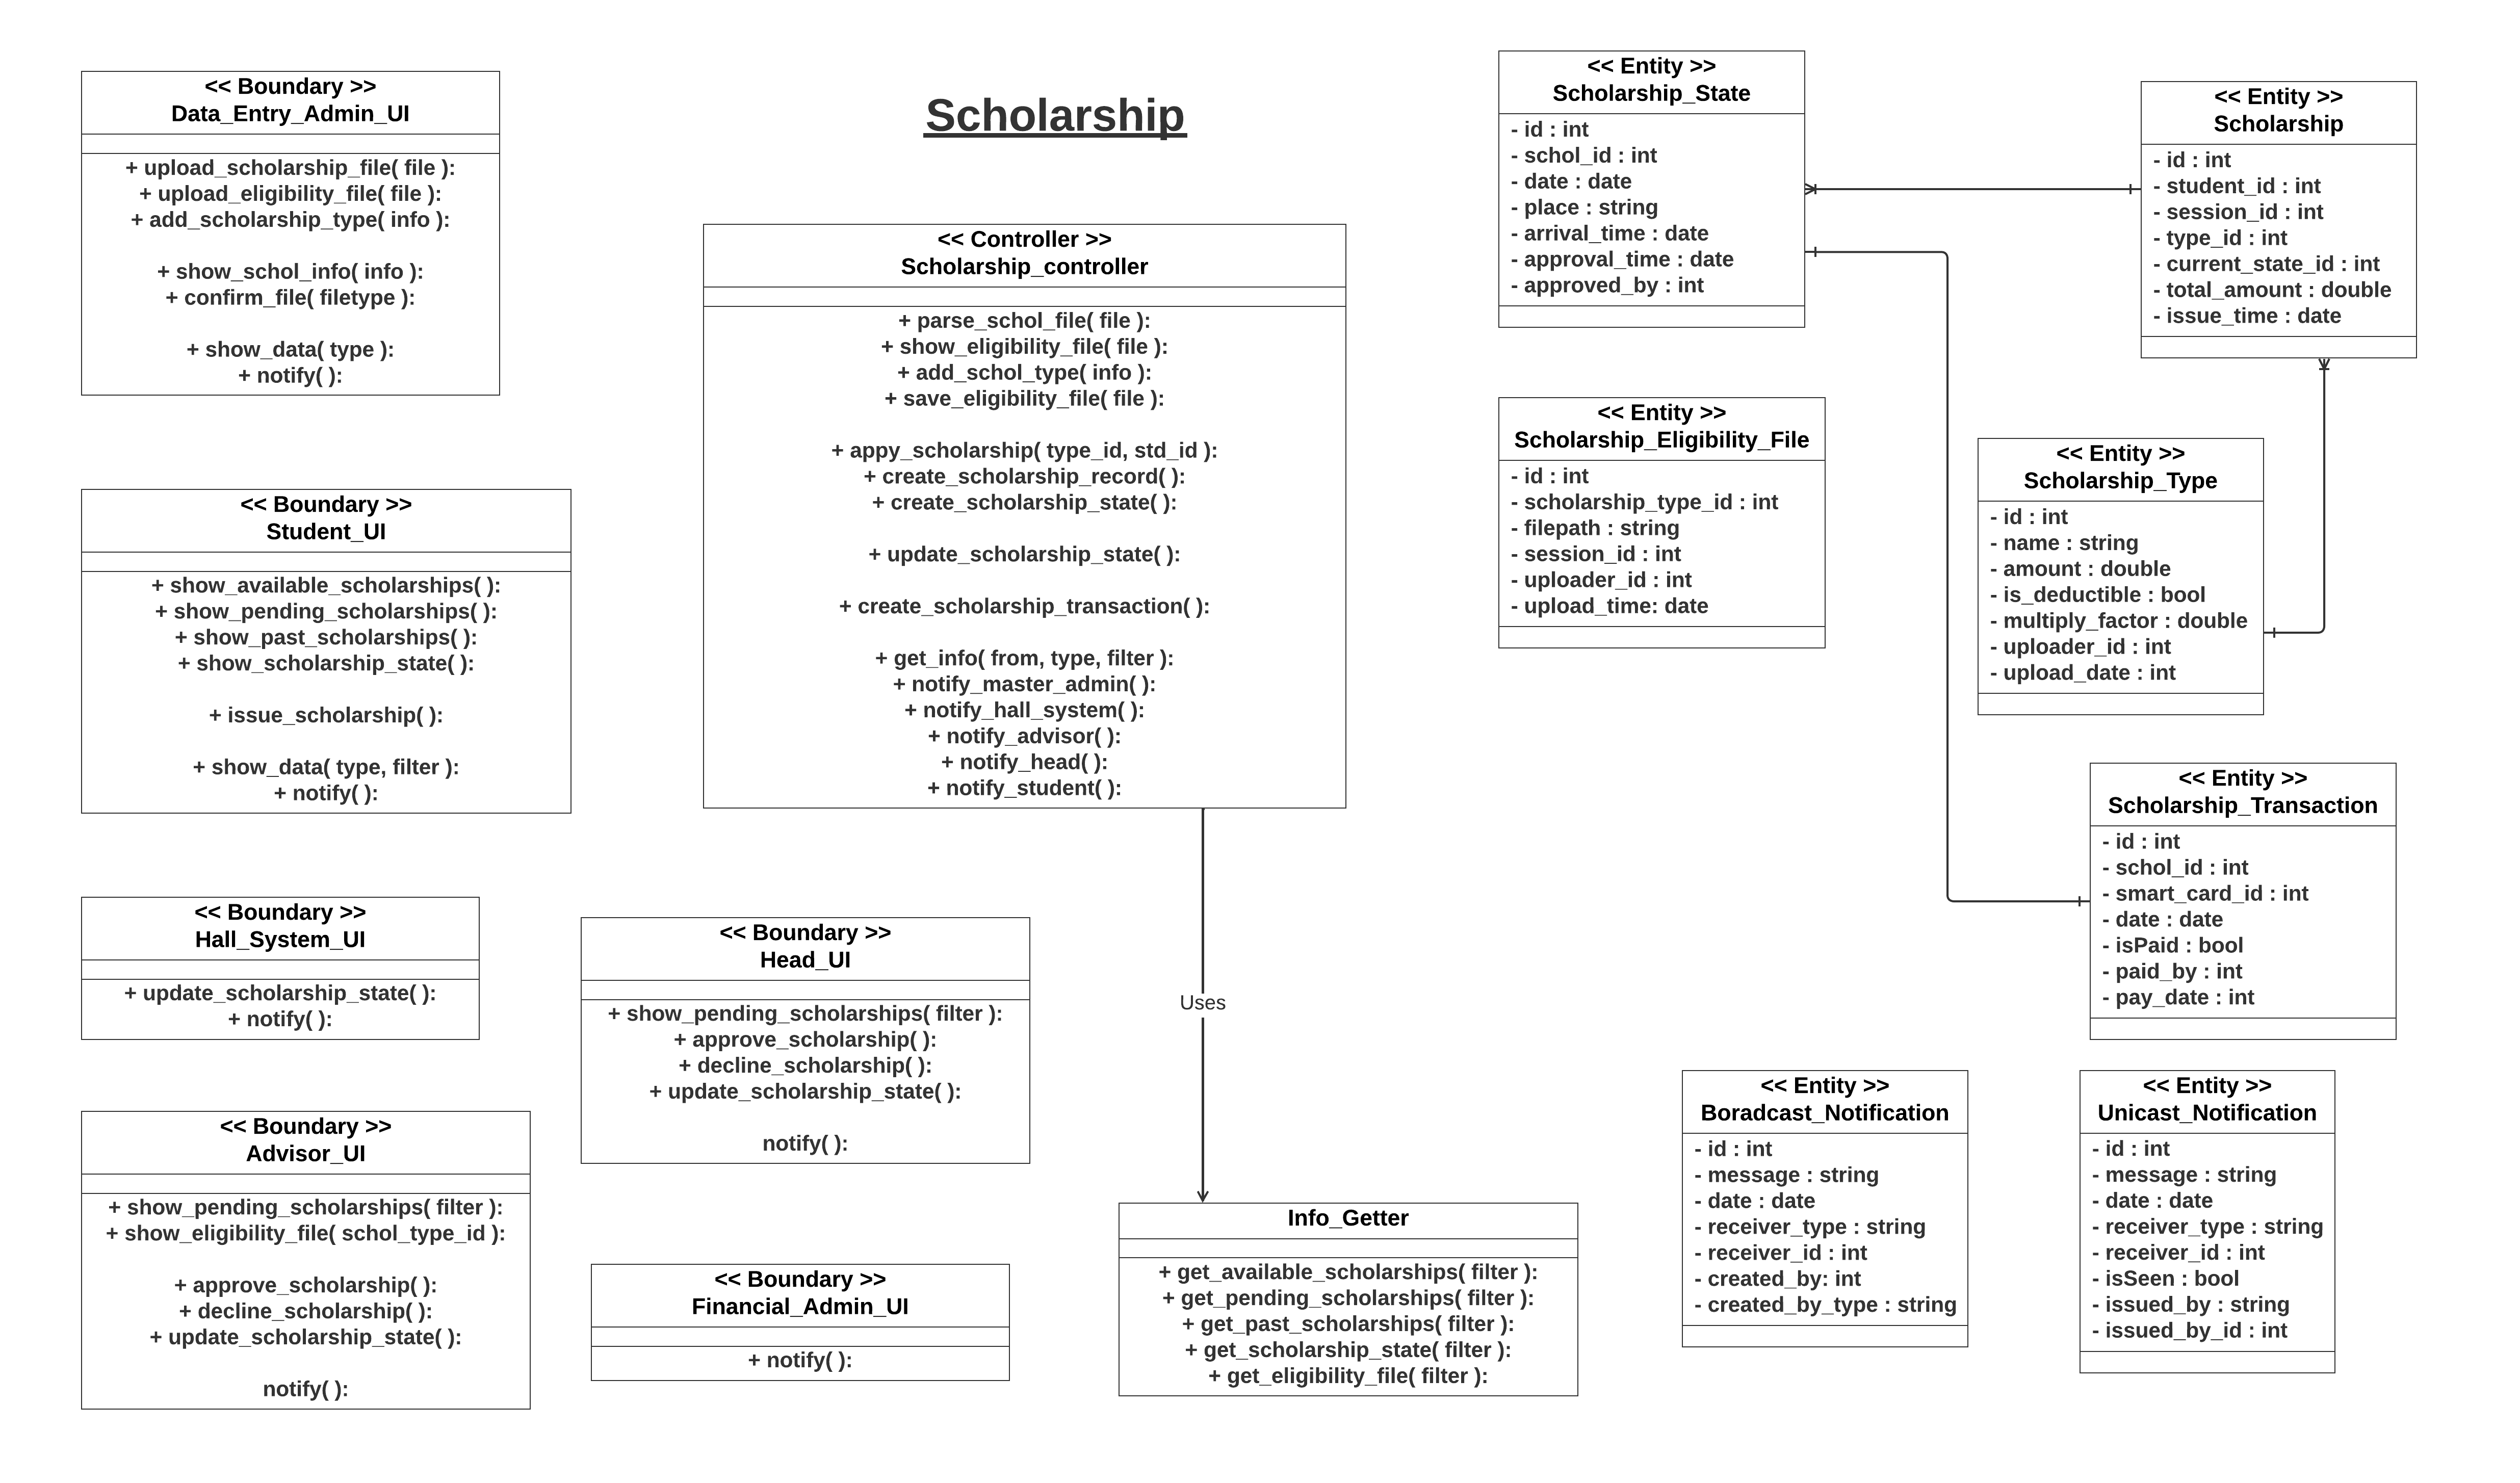 Scholarship
<< Boundary >>
Data_Entry_Admin_UI
+ upload_scholarship_file( file ):
+ upload_eligibility_file( file ):
+ add_scholarship_type( info ):
+ show_schol_info( info ):
+ confirm_file( filetype ):
+ show_data( type ):
+ notify( ):
<< Boundary >>
Student_UI
+ show_available_scholarships( ):
+ show_pending_scholarships( ):
+ show_past_scholarships( ):
+ show_scholarship_state( ):
+ issue_scholarship( ):
+ show_data( type, filter ):
+ notify( ):
<< Boundary >>
Hall_System_UI
+ update_scholarship_state( ):
+ notify( ):
<< Boundary >>
Advisor_UI
+ show_pending_scholarships( filter ):
+ show_eligibility_file( schol_type_id ):
+ approve_scholarship( ):
+ decline_scholarship( ):
+ update_scholarship_state( ):
notify( ):
<< Boundary >>
Head_UI
+ show_pending_scholarships( filter ):
+ approve_scholarship( ):
+ decline_scholarship( ):
+ update_scholarship_state( ):
notify( ):
<< Boundary >>
Financial_Admin_UI
+ notify( ):
<< Controller >>
Scholarship_controller
+ parse_schol_file( file ):
+ show_eligibility_file( file ):
+ add_schol_type( info ):
+ save_eligibility_file( file ):
+ appy_scholarship( type_id, std_id ):
+ create_scholarship_record( ):
+ create_scholarship_state( ):
+ update_scholarship_state( ):
+ create_scholarship_transaction( ):
+ get_info( from, type, filter ):
+ notify_master_admin( ):
+ notify_hall_system( ):
+ notify_advisor( ):
+ notify_head( ):
+ notify_student( ):
Uses
Info_Getter
+ get_available_scholarships( filter ):
+ get_pending_scholarships( filter ):
+ get_past_scholarships( filter ):
+ get_scholarship_state( filter ):
+ get_eligibility_file( filter ):
<< Entity >>
Scholarship_State
- id : int
- schol_id : int
- date : date
- place : string
- arrival_time : date
- approval_time : date
- approved_by : int
<< Entity >>
Scholarship
- id : int
- student_id : int
- session_id : int
- type_id : int
- current_state_id : int
- total_amount : double
- issue_time : date
<< Entity >>
Scholarship_Eligibility_File
- id : int
- scholarship_type_id : int
- filepath : string
- session_id : int
- uploader_id : int
- upload_time: date
<< Entity >>
Scholarship_Type
- id : int
- name : string
- amount : double
- is_deductible : bool
- multiply_factor : double
- uploader_id : int
- upload_date : int
<< Entity >>
Scholarship_Transaction
- id : int
- schol_id : int
- smart_card_id : int
- date : date
- isPaid : bool
- paid_by : int
- pay_date : int
<< Entity >>
Boradcast_Notification
- id : int
- message : string
- date : date
- receiver_type : string
- receiver_id : int
- created_by: int
- created_by_type : string
<< Entity >>
Unicast_Notification
- id : int
- message : string
- date : date
- receiver_type : string
- receiver_id : int
- isSeen : bool
- issued_by : string
- issued_by_id : int